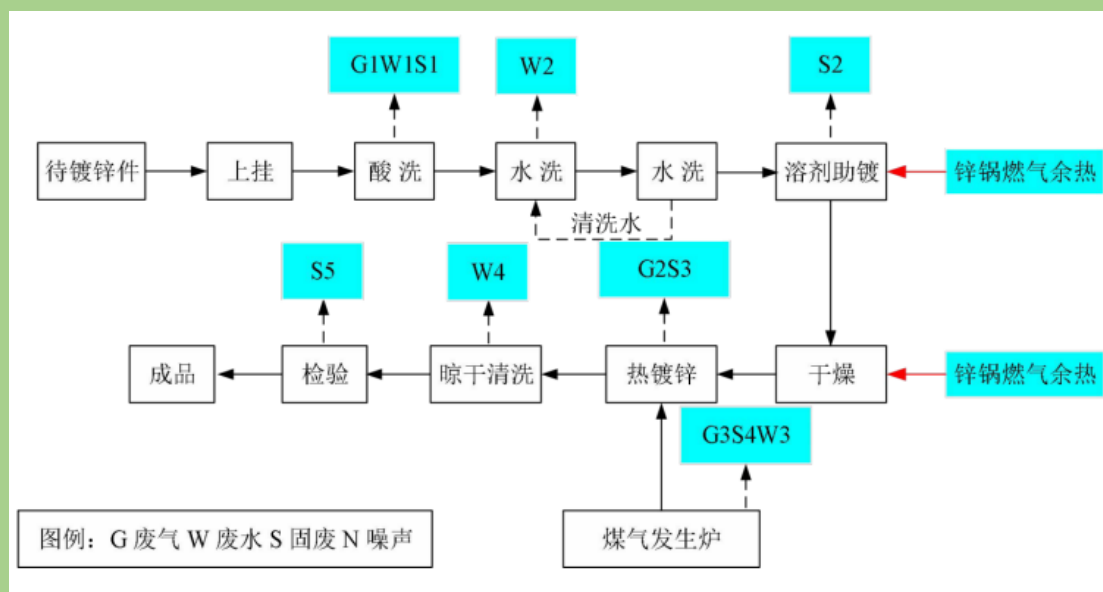 G1W1S1
W2
S2
待镀锌件
上挂
酸 洗
水 洗
水 洗
溶剂助镀
锌锅燃气余热
清洗水
S5
W4
G2S3
成品
检验
晾干清洗
热镀锌
干燥
锌锅燃气余热
G3S4W3
图例：G 废气 W 废水 S 固废 N 噪声
煤气发生炉